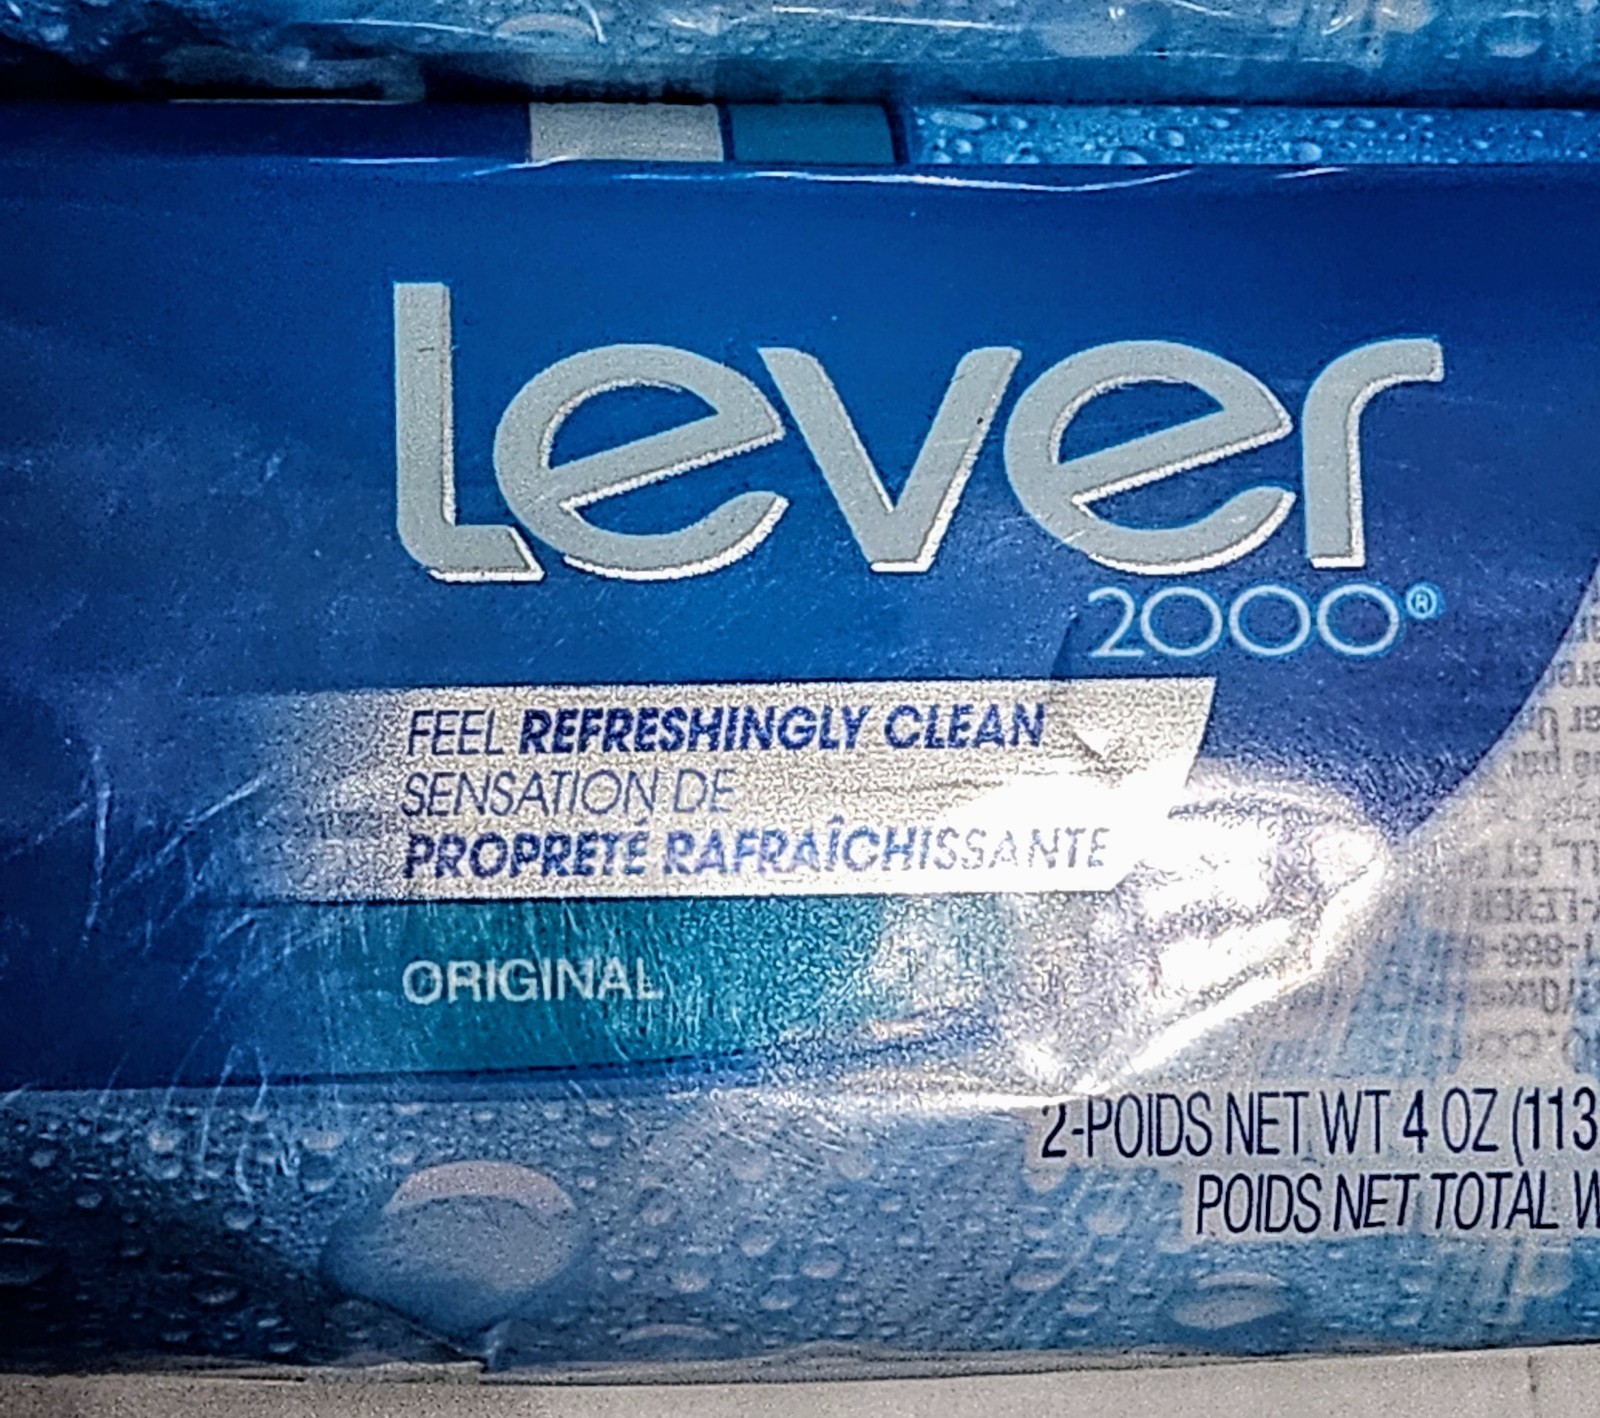 Lever
2000®
FEEL REFRESHINGLY CLEAN
SENSATION DE
PROPRETÉ RAFRAÎCHISSANTE
ORIGINAL
2-POIDS NET WT 4 OZ (113
POIDS NET TOTAL W